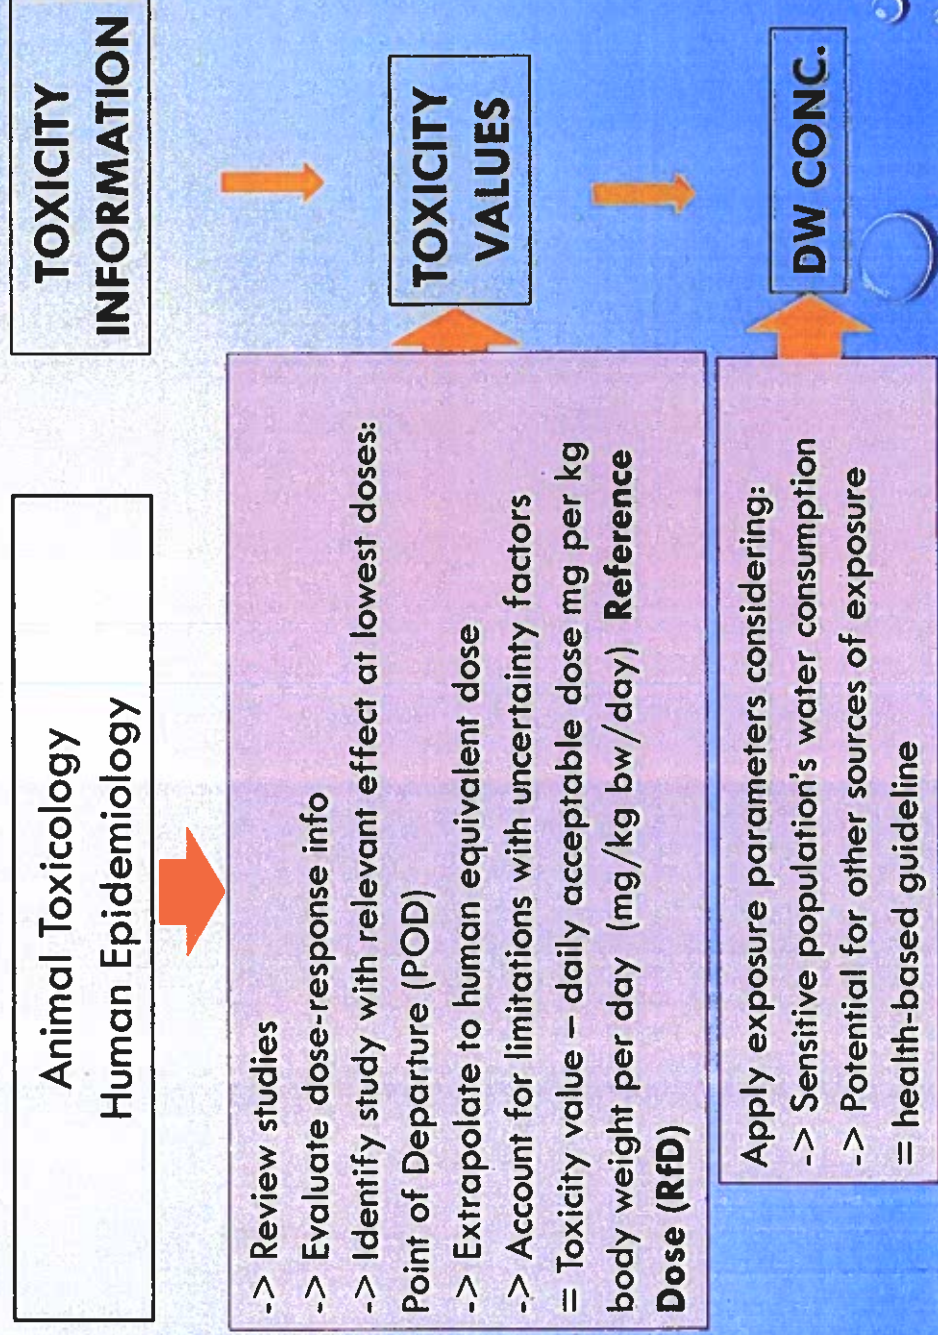 Animal Toxicology
Human Epidemiology
TOXICITY
INFORMATION
-> Review studies
-> Evaluate dose-response info
-> Identify study with relevant effect at lowest doses:
Point of Departure (POD)
-> Extrapolate to human equivalent dose
-> Account for limitations with uncertainty factors
= Toxicity value – daily acceptable dose mg per kg
body weight per day (mg/kg bw/day) Reference
Dose (RfD)
TOXICITY
VALUES
Apply exposure parameters considering:
-> Sensitive population's water consumption
-> Potential for other sources of exposure
= health-based guideline
DW CONC.